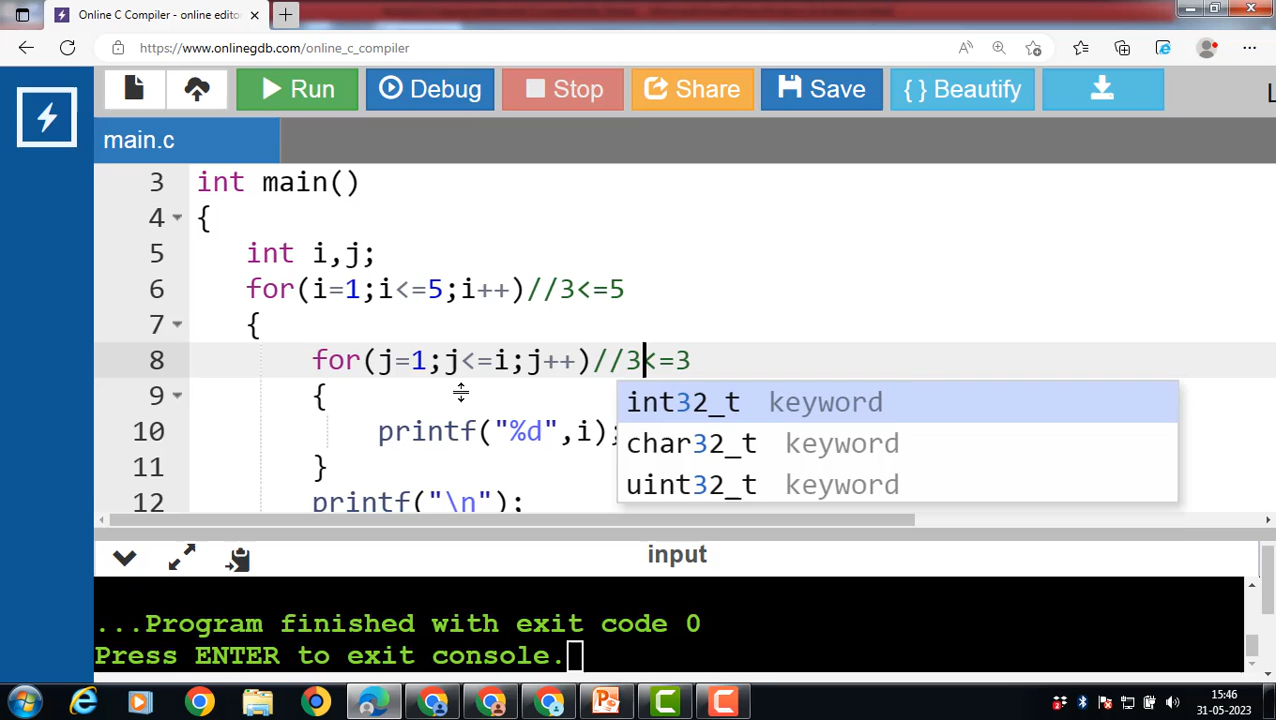 Online C Compiler - online editor
https://www.onlinegdb.com/online_c_compiler
Run Debug Stop Share Save { } Beautify
main.c
3 int main()
4 {
5 int i,j;
6 for(i=1;i<=5;i++)//3<=5
7 {
8 for(j=1;j<=i;j++)//3<=3
9 {
int32_t keyword
10 printf("%d",i);
char32_t keyword
11 }
uint32_t keyword
12 printf("\n");
input
...Program finished with exit code 0
Press ENTER to exit console.
15:46
31-05-2023